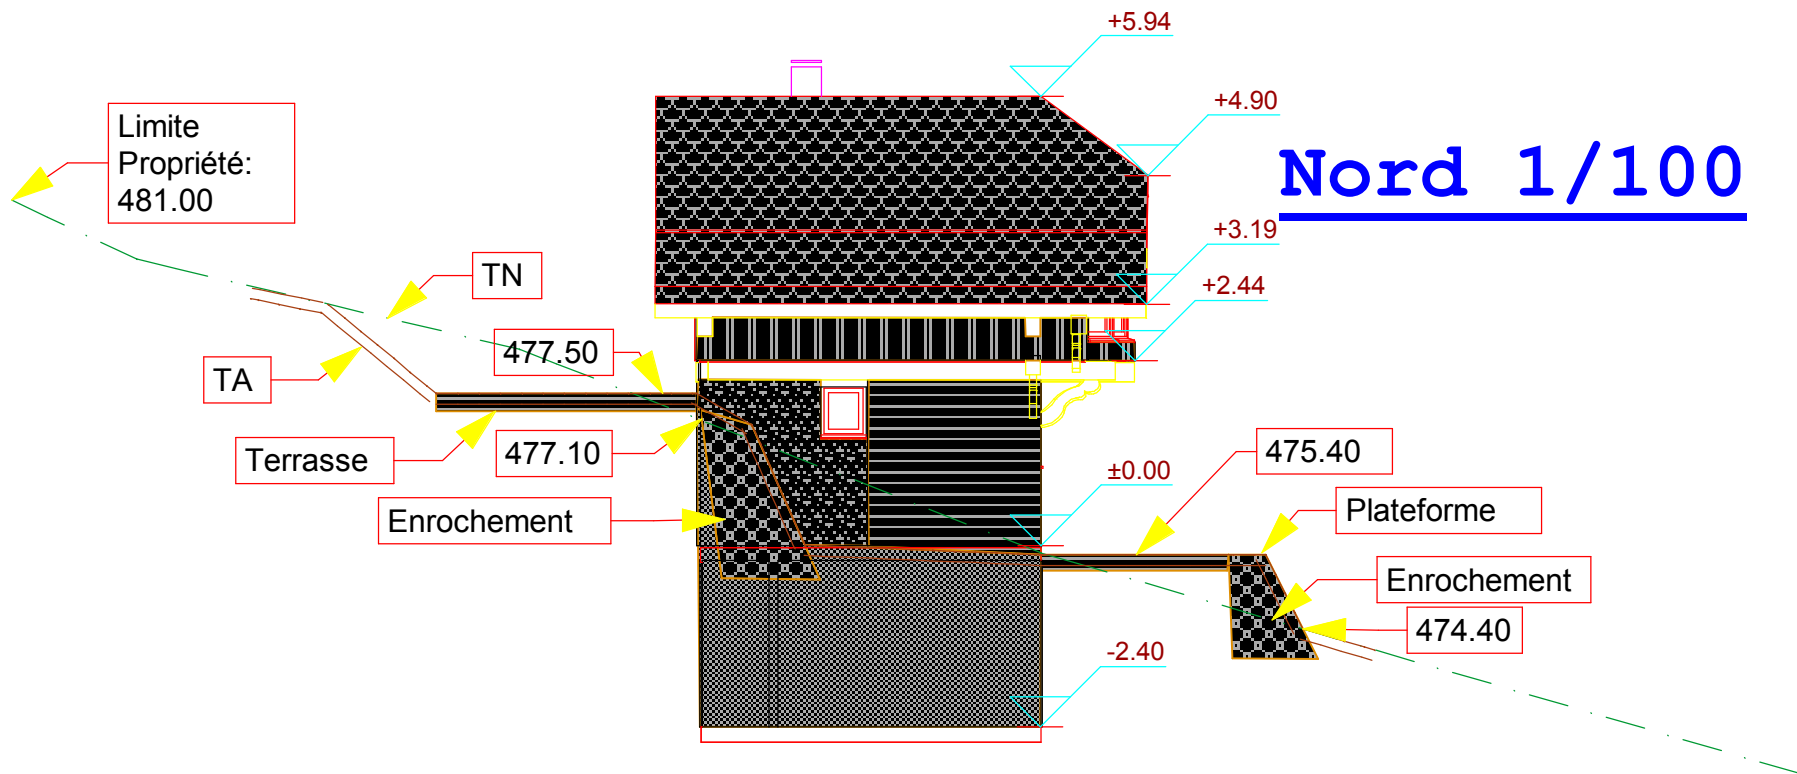 +5.94
+4.90
Limite
Propriété:
481.00
Nord 1/100
+3.19
TN
+2.44
477.50
TA
477.10
Terrasse
475.40
±0.00
Enrochement
Plateforme
Enrochement
474.40
-2.40